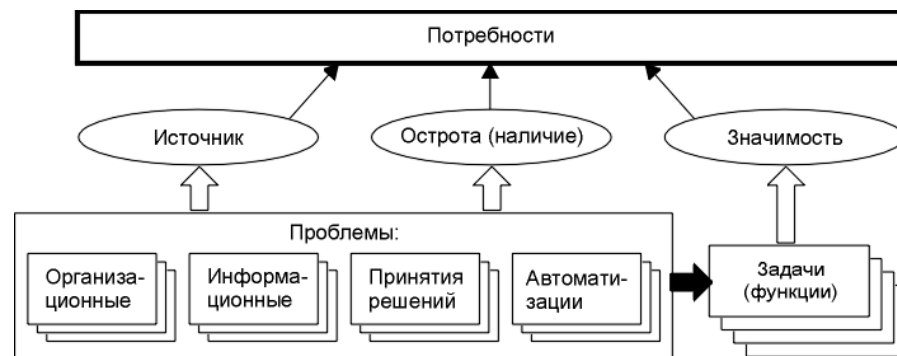 Потребности
Источник
Острота (наличие)
Значимость
Проблемы:
Организа-
ционные
Информа-
ционные
Принятия
решений
Автомати-
зации
Задачи
(функции)